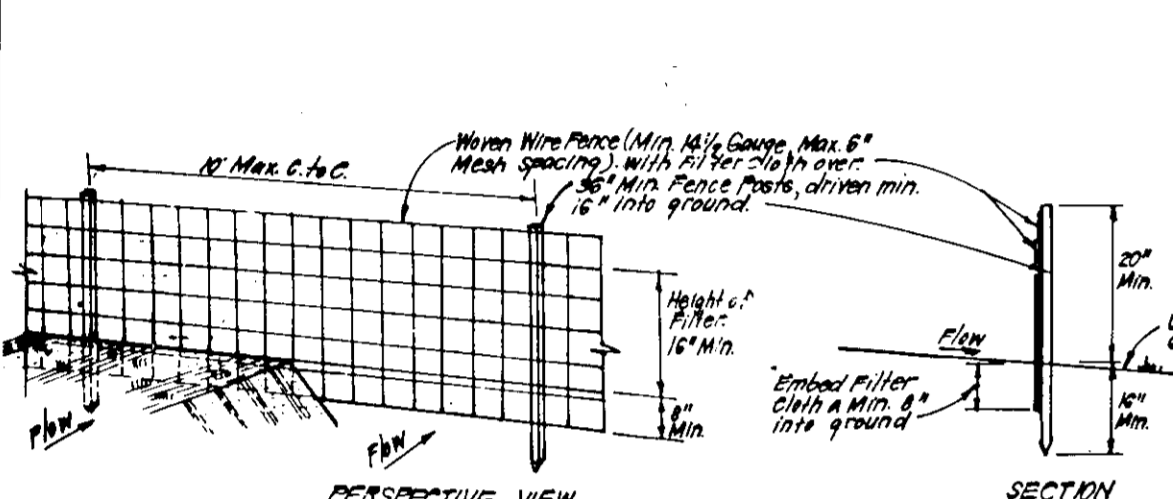 Woven Wire Fence (Min. 14½ Gauge, Max. 6"
Mesh spacing). with Filter cloth over.
36" Min. Fence Posts, driven min.
16" into ground.
10' Max. C. to C.
Height of
Filter.
16" Min.
8"
Min.
Flow
Flow
PERSPECTIVE VIEW
20"
Min.
Flow
Embed Filter
cloth a Min. 8"
into ground
16"
Min.
SECTION